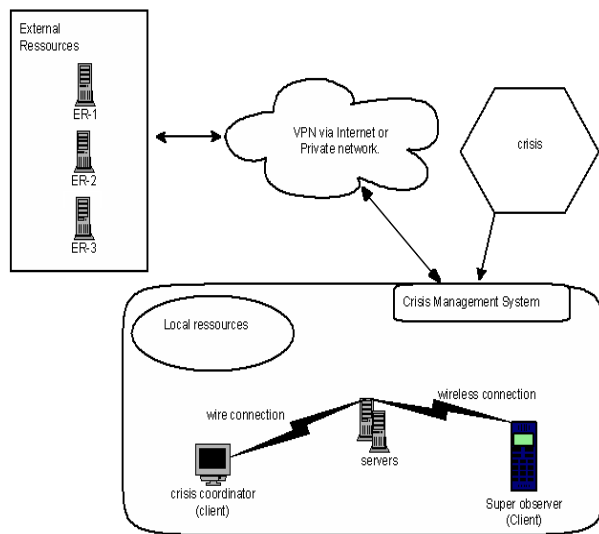 External
Ressources
ER-1
ER-2
ER-3
VPN via Internet or
Private network.
crisis
Crisis Management System
Local ressources
wire connection
wireless connection
servers
crisis coordinator
(client)
Super observer
(Client)